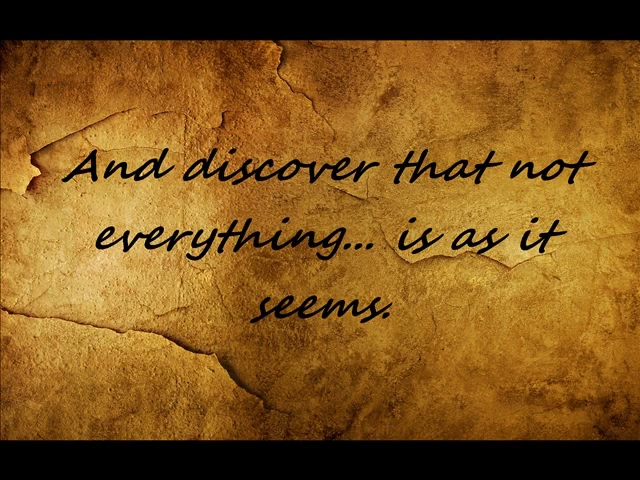 And discover that not
everything... is as it
seems.